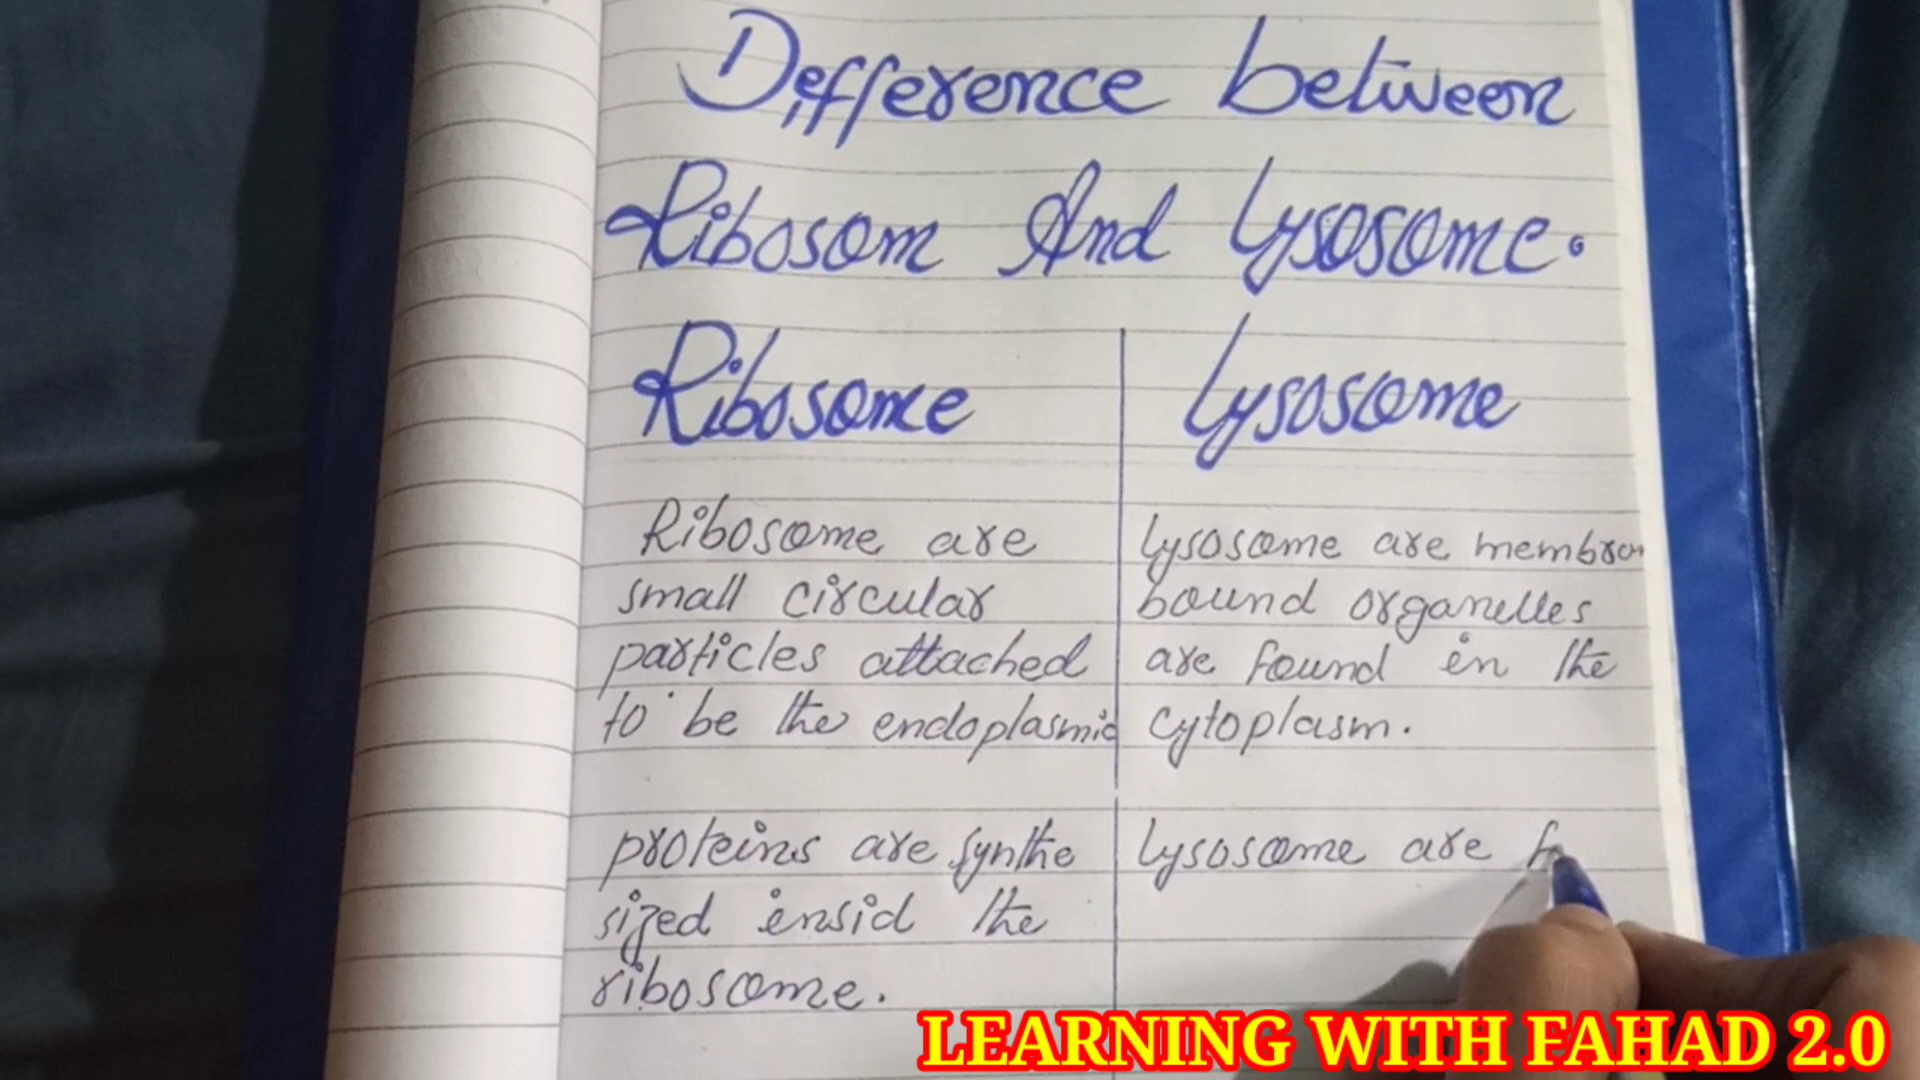 Difference between
Ribosom And Lysosome.
Ribosome
Lysosome
Ribosome are
small circular
particles attached
to be the endoplasmic
Lysosome are
bound organelles
are found in the
cytoplasm.
proteins are synthe
sized insid the
ribosome.
Lysosome are
LEARNING WITH FAHAD 2.0